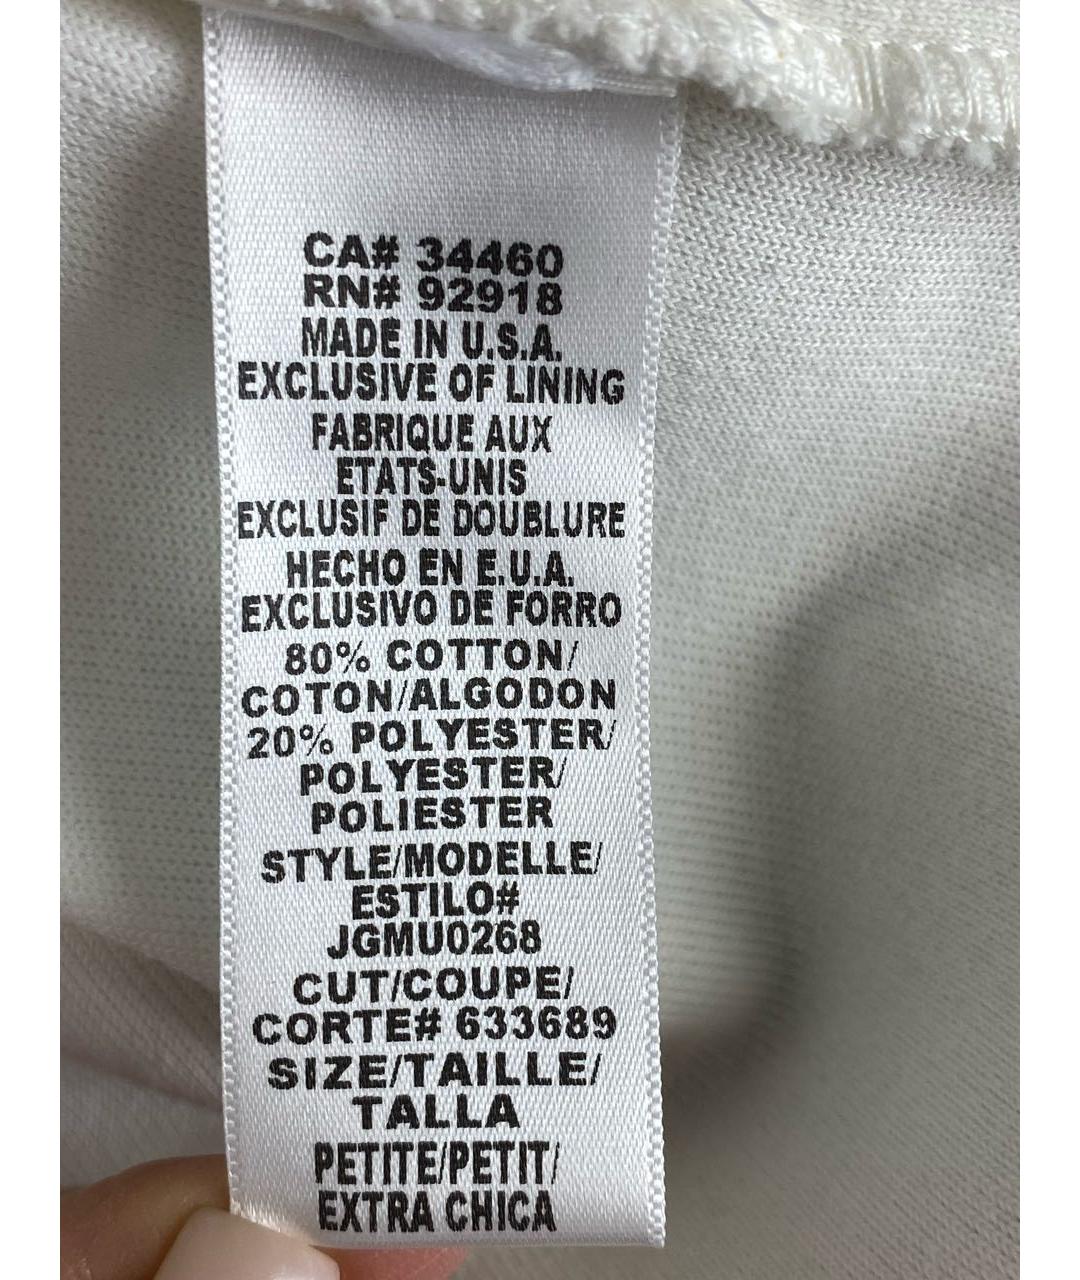 CA# 34460
RN# 92918
MADE IN U.S.A.
EXCLUSIVE OF LINING
FABRIQUE AUX
ETATS-UNIS
EXCLUSIF DE DOUBLURE
HECHO EN E.U.A.
EXCLUSIVO DE FORRO
80% COTTON/
COTON/ALGODON
20% POLYESTER/
POLYESTER/
POLIESTER
STYLE/MODELLE/
ESTILO#
JGMU0268
CUT/COUPE/
CORTE# 633689
SIZE/TAILLE/
TALLA
PETITE/PETIT/
EXTRA CHICA